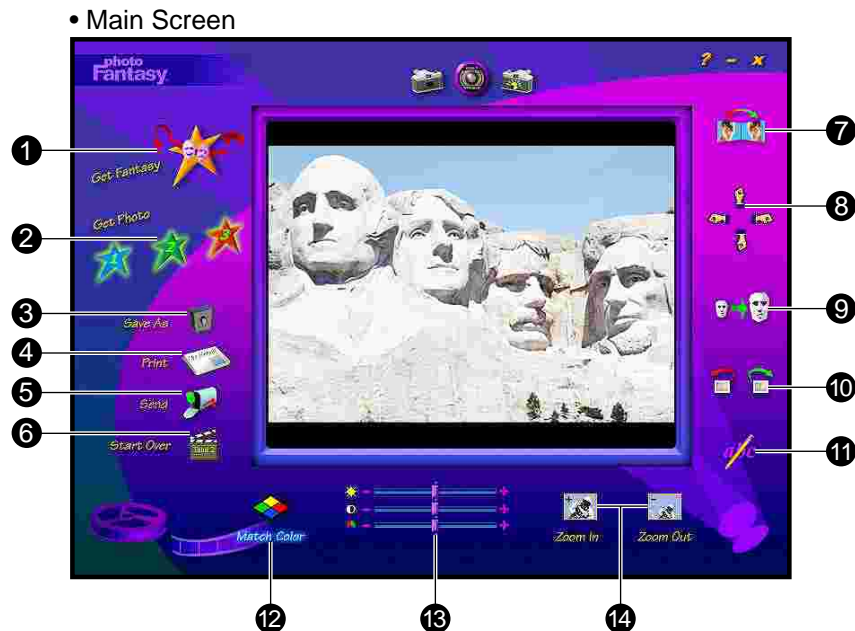 • Main Screen
photo
Fantasy
? – x
1
Get Fantasy
7
Get Photo
2
1 2 3
8
3
Save As
9
4
Print
5
Send
10
6
Start Over
abc
11
Match Color
Zoom In
Zoom Out
12
13
14